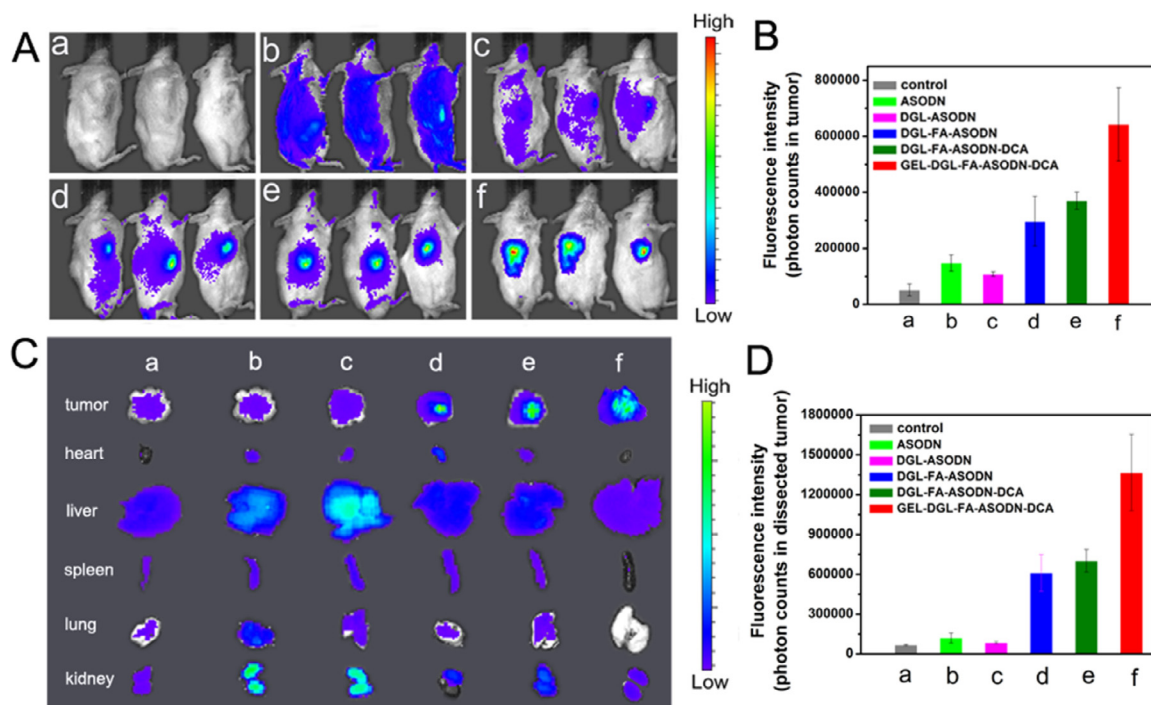 A
a
b
c
d
e
f
High
Low
B
Fluorescence intensity
(photon counts in tumor)
800000
600000
400000
200000
0
control
ASODN
DGL-ASODN
DGL-FA-ASODN
DGL-FA-ASODN-DCA
GEL-DGL-FA-ASODN-DCA
a b c d e f
C
a b c d e f
tumor
heart
liver
spleen
lung
kidney
High
Low
D
Fluorescence intensity
(photon counts in dissected tumor)
1800000
1500000
1200000
900000
600000
300000
0
control
ASODN
DGL-ASODN
DGL-FA-ASODN
DGL-FA-ASODN-DCA
GEL-DGL-FA-ASODN-DCA
a b c d e f